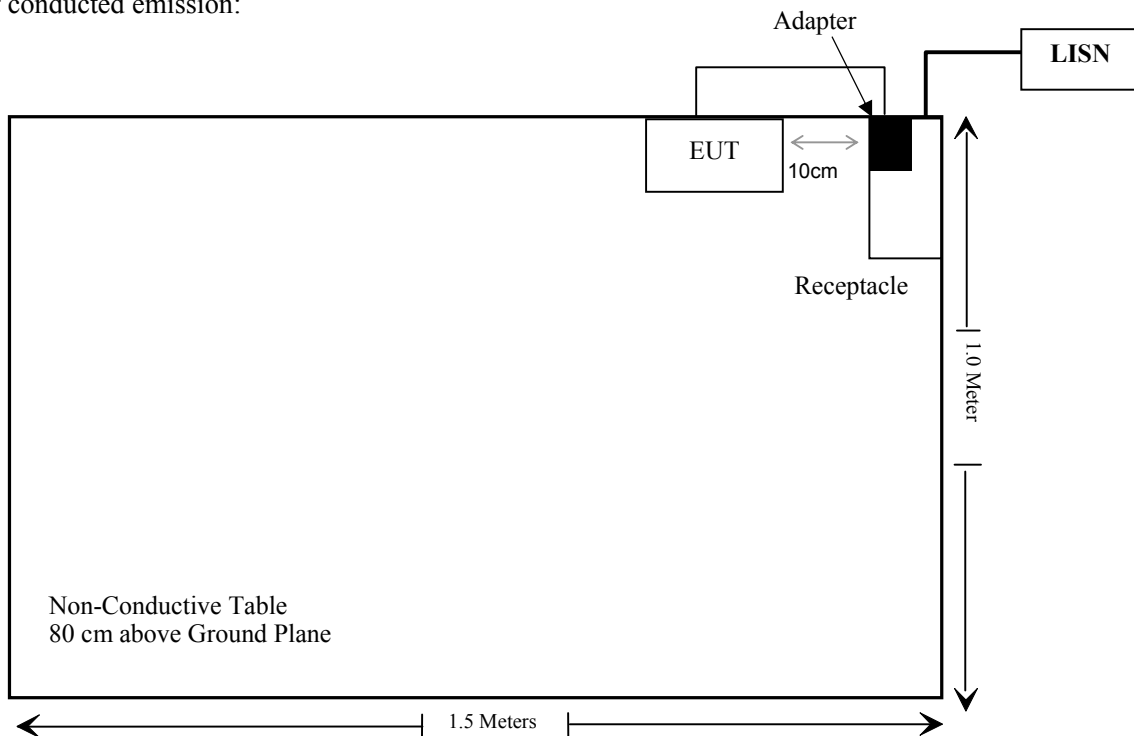 conducted emission:
Adapter
LISN
EUT
10cm
Receptacle
1.0 Meter
Non-Conductive Table
80 cm above Ground Plane
1.5 Meters